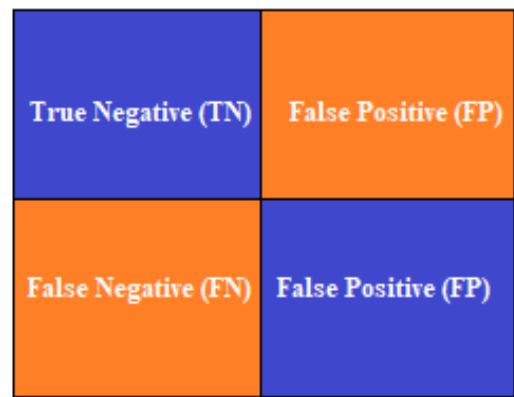 True Negative (TN)
False Positive (FP)
False Negative (FN)
False Positive (FP)